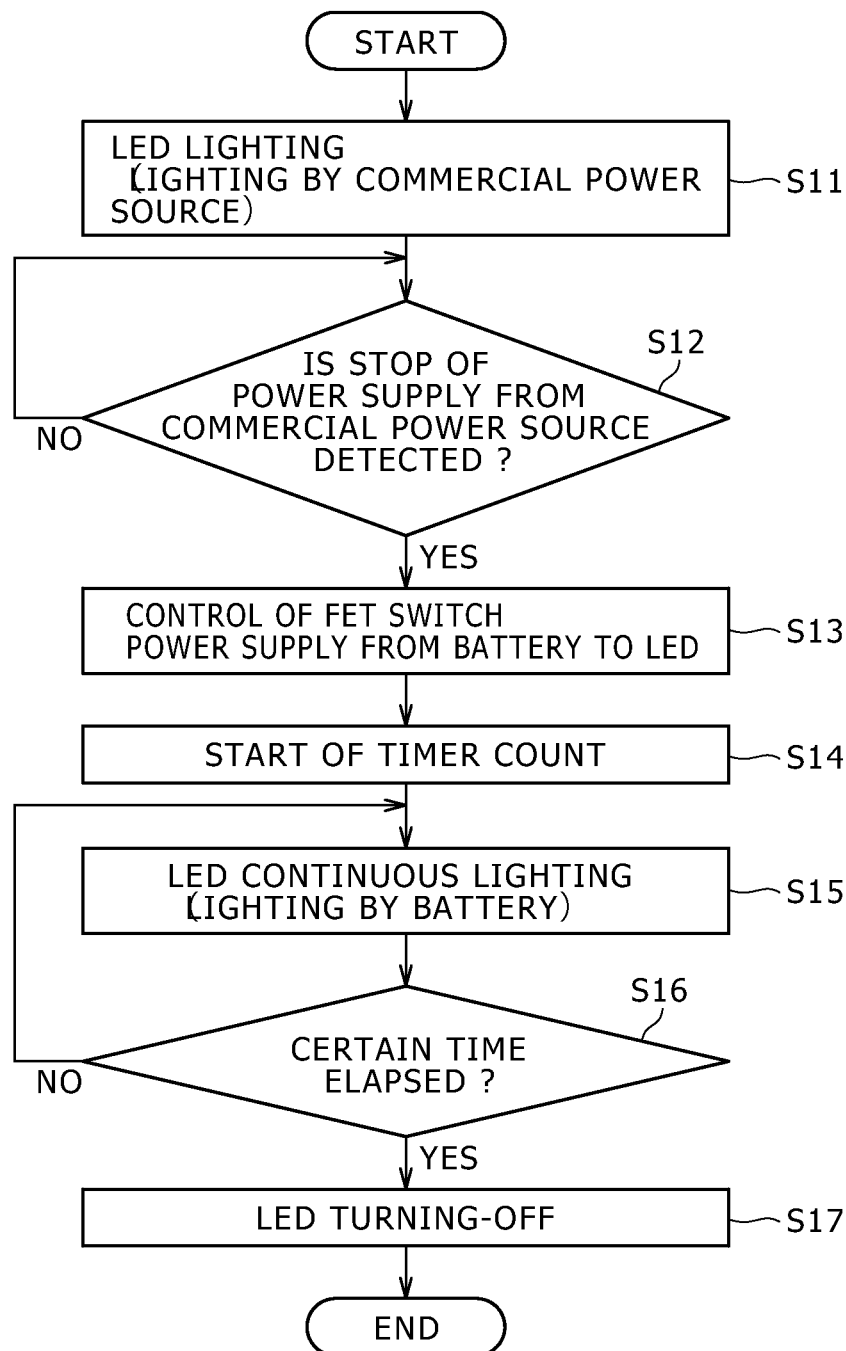 START
LED LIGHTING
(LIGHTING BY COMMERCIAL POWER
SOURCE)
S11
S12
IS STOP OF
POWER SUPPLY FROM
COMMERCIAL POWER SOURCE
DETECTED ?
NO
YES
CONTROL OF FET SWITCH
POWER SUPPLY FROM BATTERY TO LED
S13
START OF TIMER COUNT
S14
LED CONTINUOUS LIGHTING
(LIGHTING BY BATTERY)
S15
S16
CERTAIN TIME
ELAPSED ?
NO
YES
LED TURNING-OFF
S17
END